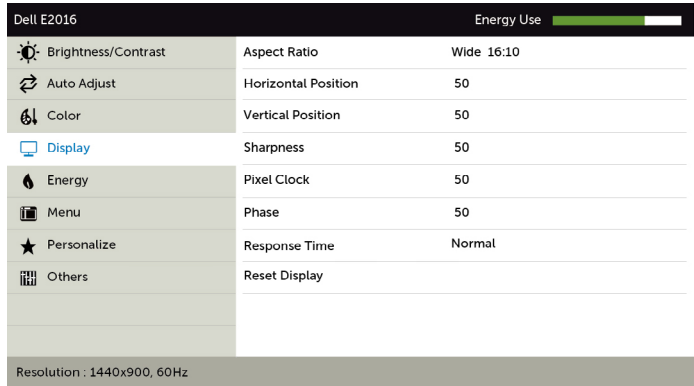 Dell E2016 Energy Use
Brightness/Contrast Aspect Ratio Wide 16:10
Auto Adjust Horizontal Position 50
Color Vertical Position 50
Display Sharpness 50
Energy Pixel Clock 50
Menu Phase 50
Personalize Response Time Normal
Others Reset Display
Resolution : 1440x900, 60Hz